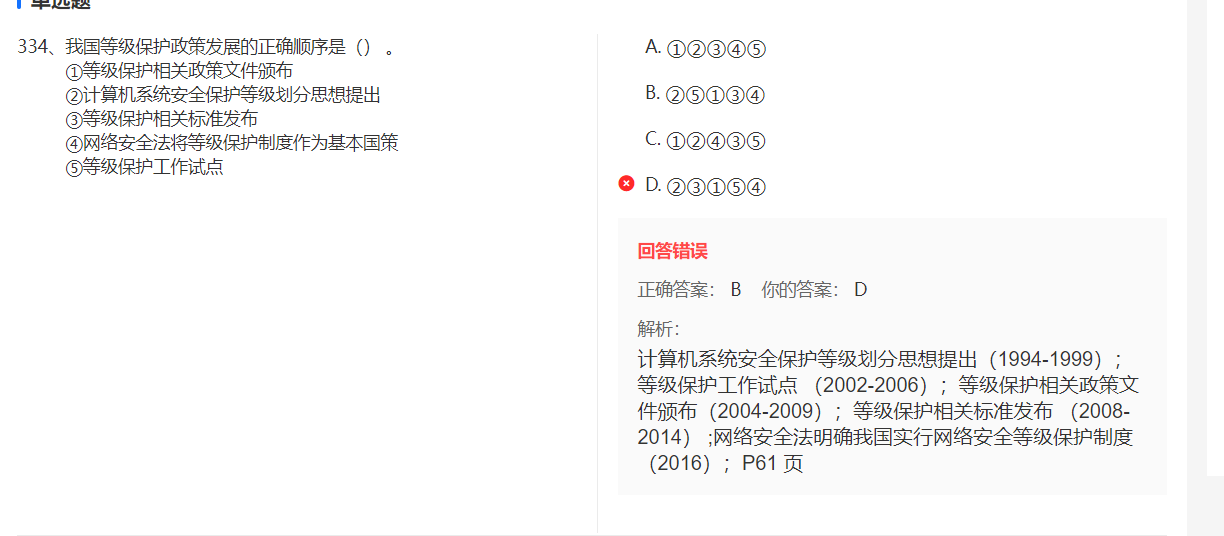 单选题
334、我国等级保护政策发展的正确顺序是（） 。
①等级保护相关政策文件颁布
②计算机系统安全保护等级划分思想提出
③等级保护相关标准发布
④网络安全法将等级保护制度作为基本国策
⑤等级保护工作试点
A. ①②③④⑤
B. ②⑤①③④
C. ①②④③⑤
D. ②③①⑤④
回答错误
正确答案： B 你的答案： D
解析：
计算机系统安全保护等级划分思想提出（1994-1999）；
等级保护工作试点 （2002-2006）；等级保护相关政策文
件颁布（2004-2009）；等级保护相关标准发布 （2008-
2014） ;网络安全法明确我国实行网络安全等级保护制度
（2016）；P61 页